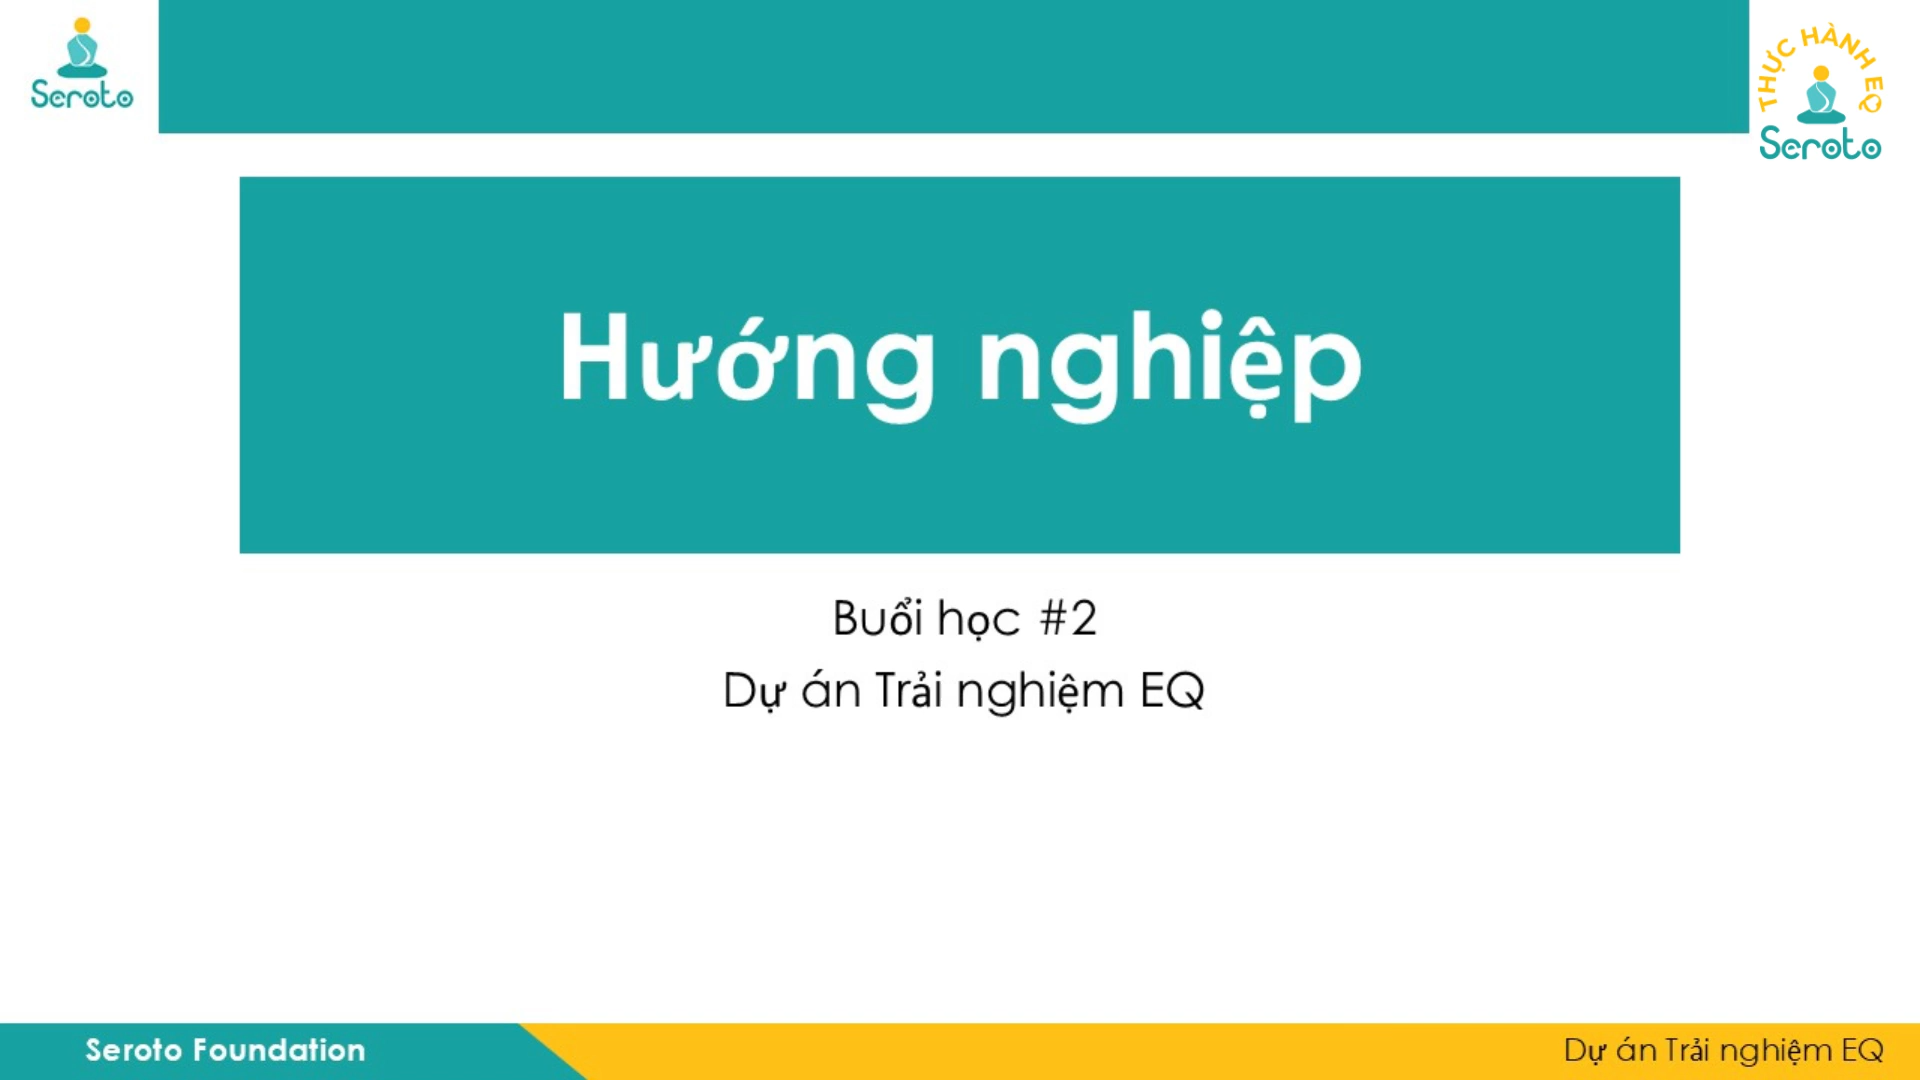 Seroto
THỰC HÀNH EQ
Seroto
Hướng nghiệp
Buổi học #2
Dự án Trải nghiệm EQ
Seroto Foundation
Dự án Trải nghiệm EQ